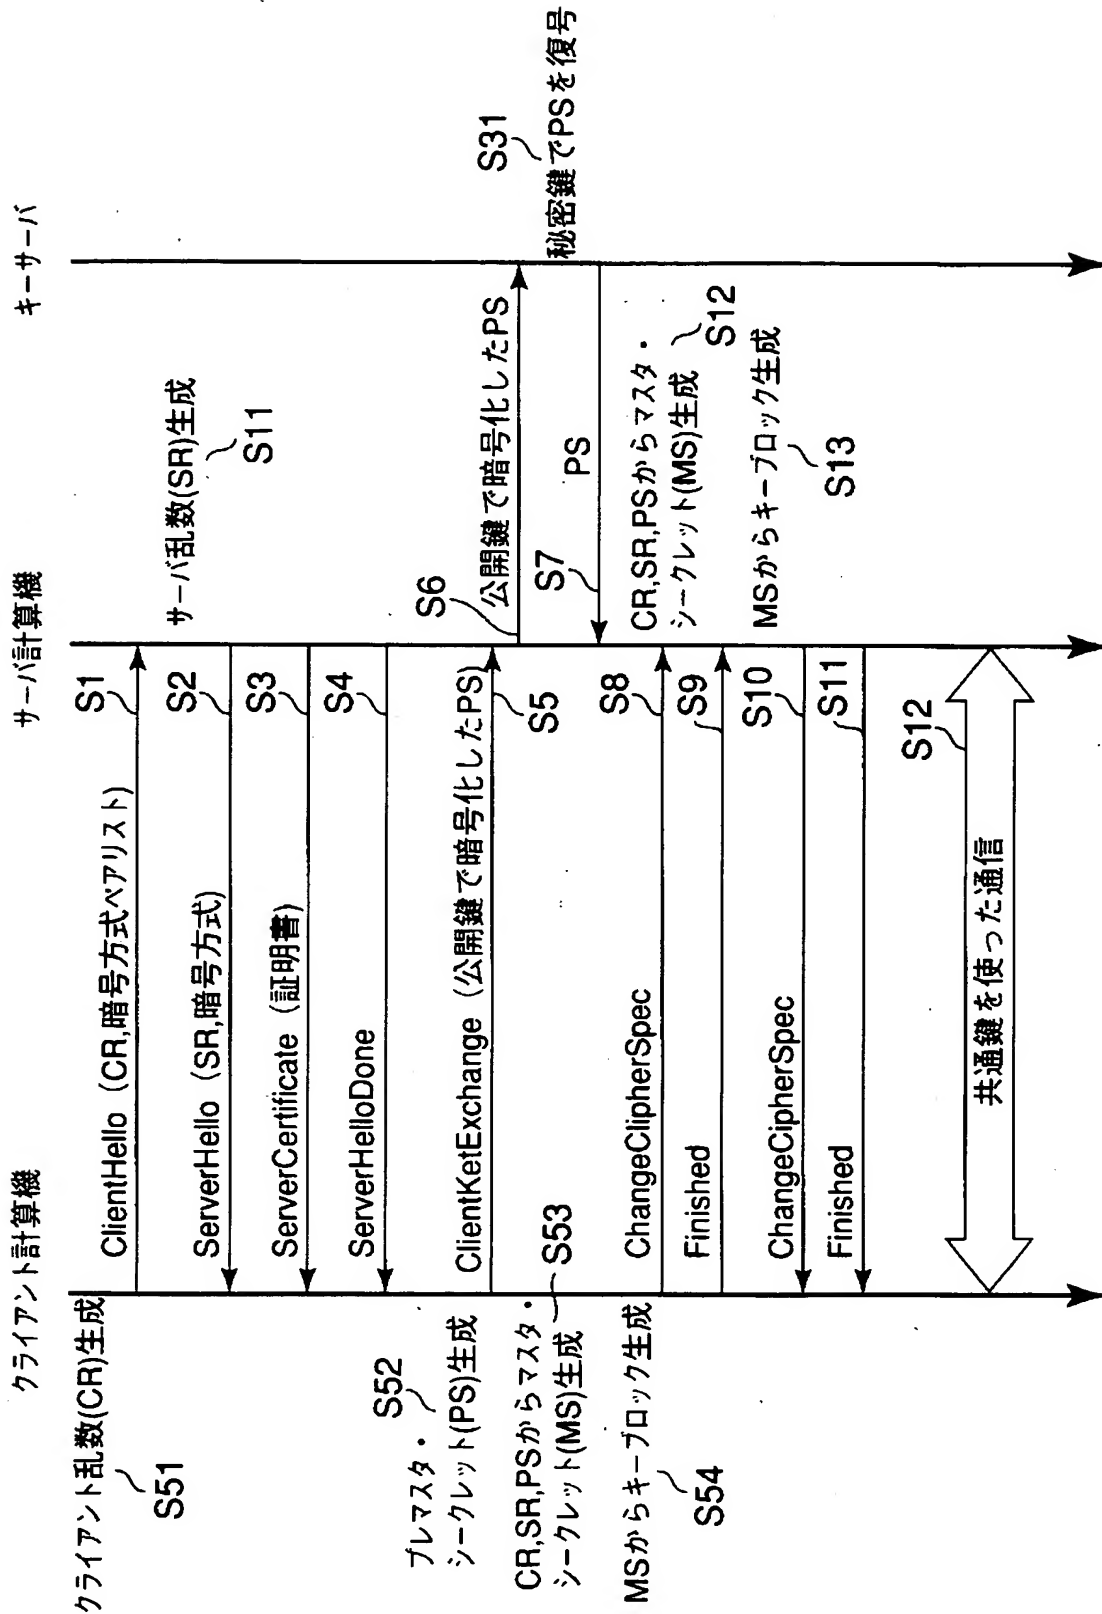 クライアント計算機
サーバ計算機
キーサーバ
クライアント乱数(CR)生成
S51
ClientHello (CR,暗号方式ペアリスト)
S1
サーバ乱数(SR)生成
S11
ServerHello (SR,暗号方式)
S2
ServerCertificate (証明書)
S3
ServerHelloDone
S4
S52
プレマスタ・
シークレット(PS)生成
ClientKetExchange (公開鍵で暗号化したPS)
S5
S6
公開鍵で暗号化したPS
S31
秘密鍵でPSを復号
S7
PS
CR,SR,PSからマスタ・
シークレット(MS)生成
S53
CR,SR,PSからマスタ・
シークレット(MS)生成
S12
MSからキーブロック生成
S54
ChangeClipherSpec
S8
Finished
S9
MSからキーブロック生成
S13
ChangeCipherSpec
S10
Finished
S11
S12
共通鍵を使った通信